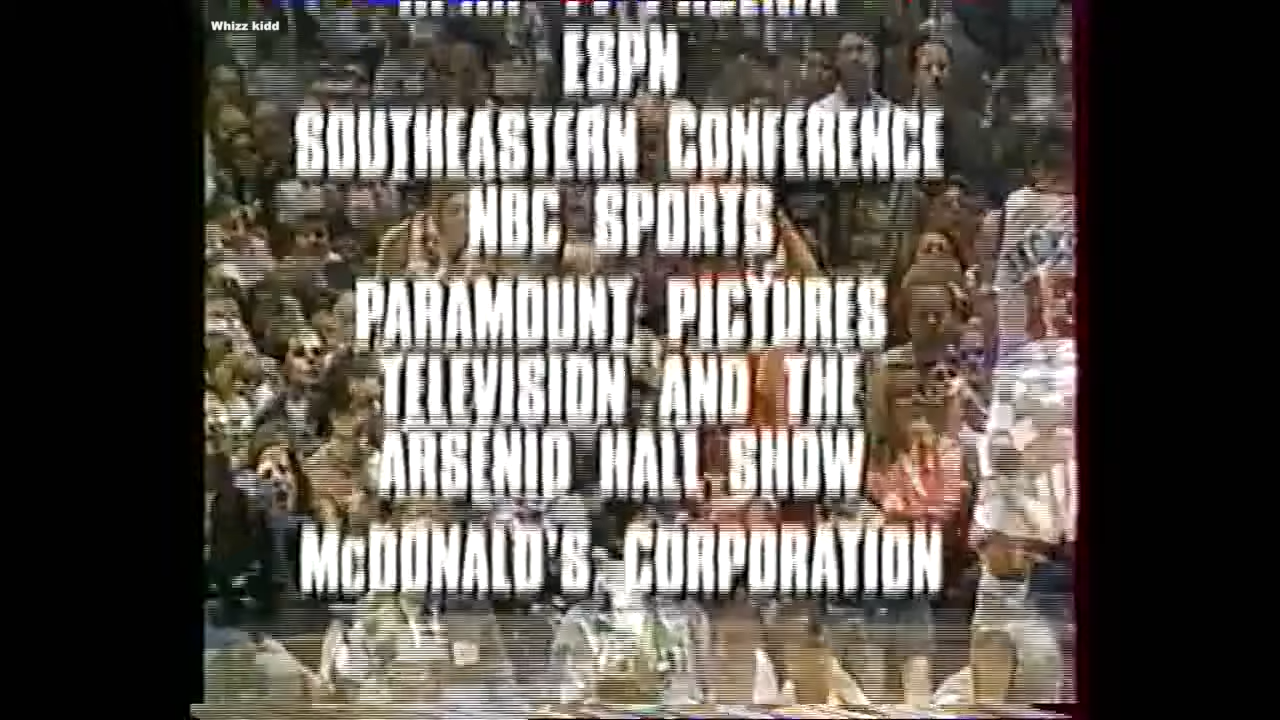 Whizz kidd
ESPN
SOUTHEASTERN CONFERENCE
NBC SPORTS
PARAMOUNT PICTURES
TELEVISION AND THE
ARSENIO HALL SHOW
McDONALD'S CORPORATION